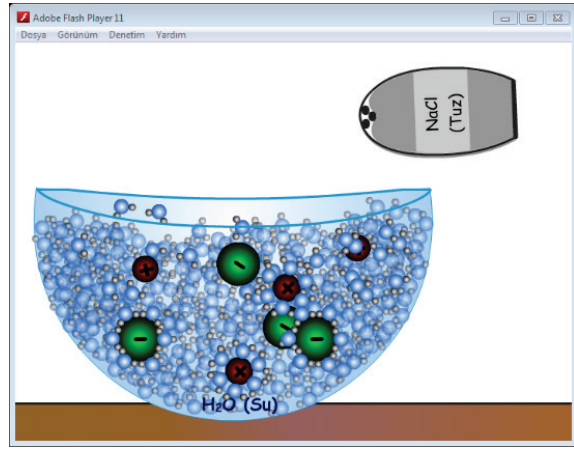 Adobe Flash Player 11
Dosya Görünüm Denetim Yardım
NaCl
(Tuz)
H₂O (Su)